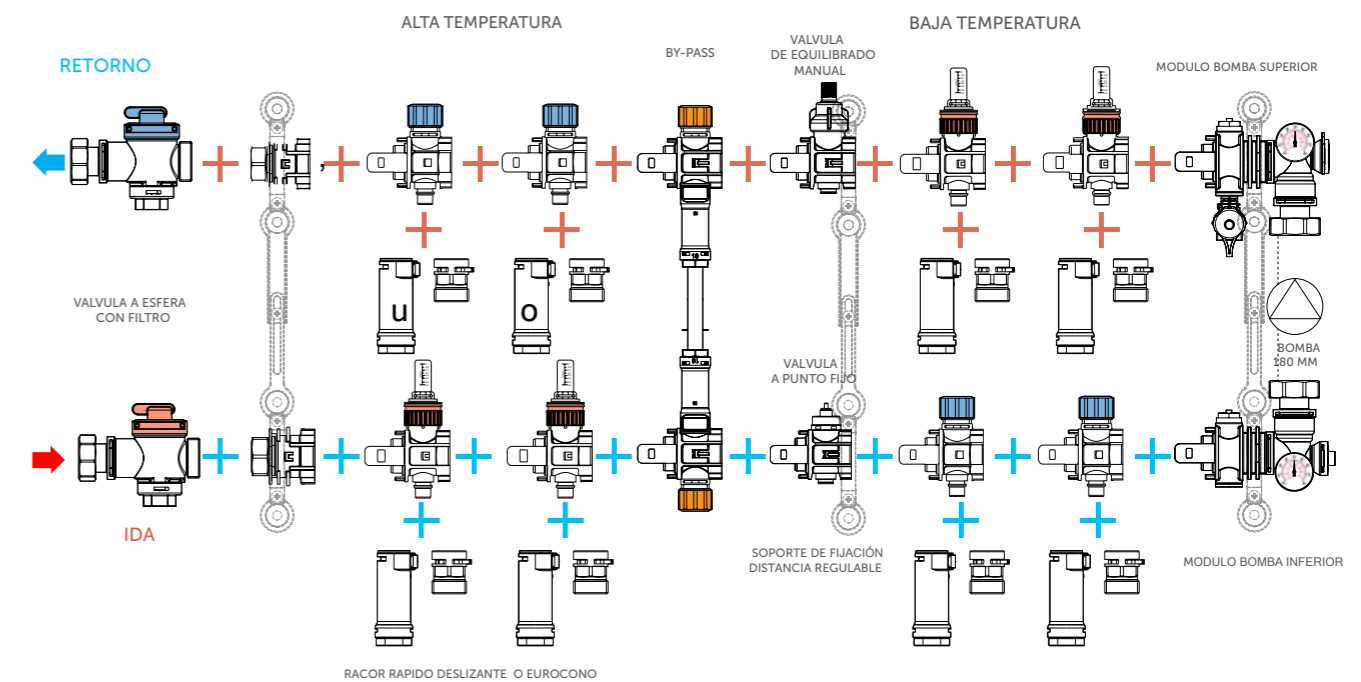 ALTA TEMPERATURA
BAJA TEMPERATURA
RETORNO
BY-PASS
VALVULA
DE EQUILIBRADO
MANUAL
MODULO BOMBA SUPERIOR
,
VALVULA A ESFERA
CON FILTRO
u
o
VALVULA
A PUNTO FIJO
BOMBA
180 MM
IDA
SOPORTE DE FIJACIÓN
DISTANCIA REGULABLE
MODULO BOMBA INFERIOR
RACOR RAPIDO DESLIZANTE O EUROCONO